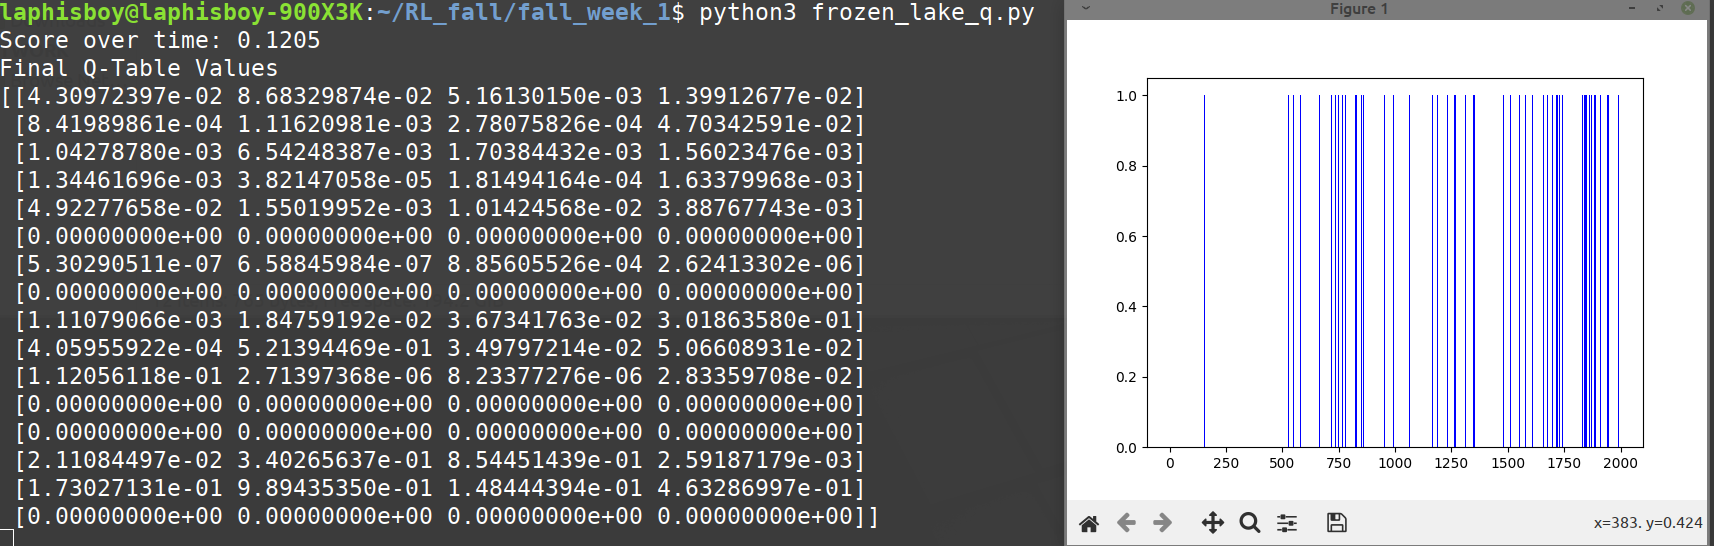 laphisboy@laphisboy-900X3K:~/RL_fall/fall_week_1$ python3 frozen_lake_q.py
Score over time: 0.1205
Final Q-Table Values
[[4.30972397e-02 8.68329874e-02 5.16130150e-03 1.39912677e-02]
[8.41989861e-04 1.11620981e-03 2.78075826e-04 4.70342591e-02]
[1.04278780e-03 6.54248387e-03 1.70384432e-03 1.56023476e-03]
[1.34461696e-03 3.82147058e-05 1.81494164e-04 1.63379968e-03]
[4.92277658e-02 1.55019952e-03 1.01424568e-02 3.88767743e-03]
[0.00000000e+00 0.00000000e+00 0.00000000e+00 0.00000000e+00]
[5.30290511e-07 6.58845984e-07 8.85605526e-04 2.62413302e-06]
[0.00000000e+00 0.00000000e+00 0.00000000e+00 0.00000000e+00]
[1.11079066e-03 1.84759192e-02 3.67341763e-02 3.01863580e-01]
[4.05955922e-04 5.21394469e-01 3.49797214e-02 5.06608931e-02]
[1.12056118e-01 2.71397368e-06 8.23377276e-06 2.83359708e-02]
[0.00000000e+00 0.00000000e+00 0.00000000e+00 0.00000000e+00]
[0.00000000e+00 0.00000000e+00 0.00000000e+00 0.00000000e+00]
[2.11084497e-02 3.40265637e-01 8.54451439e-01 2.59187179e-03]
[1.73027131e-01 9.89435350e-01 1.48444394e-01 4.63286997e-01]
[0.00000000e+00 0.00000000e+00 0.00000000e+00 0.00000000e+00]]
Figure 1
1.0
0.8
0.6
0.4
0.2
0.0
0 250 500 750 1000 1250 1500 1750 2000
x=383. y=0.424